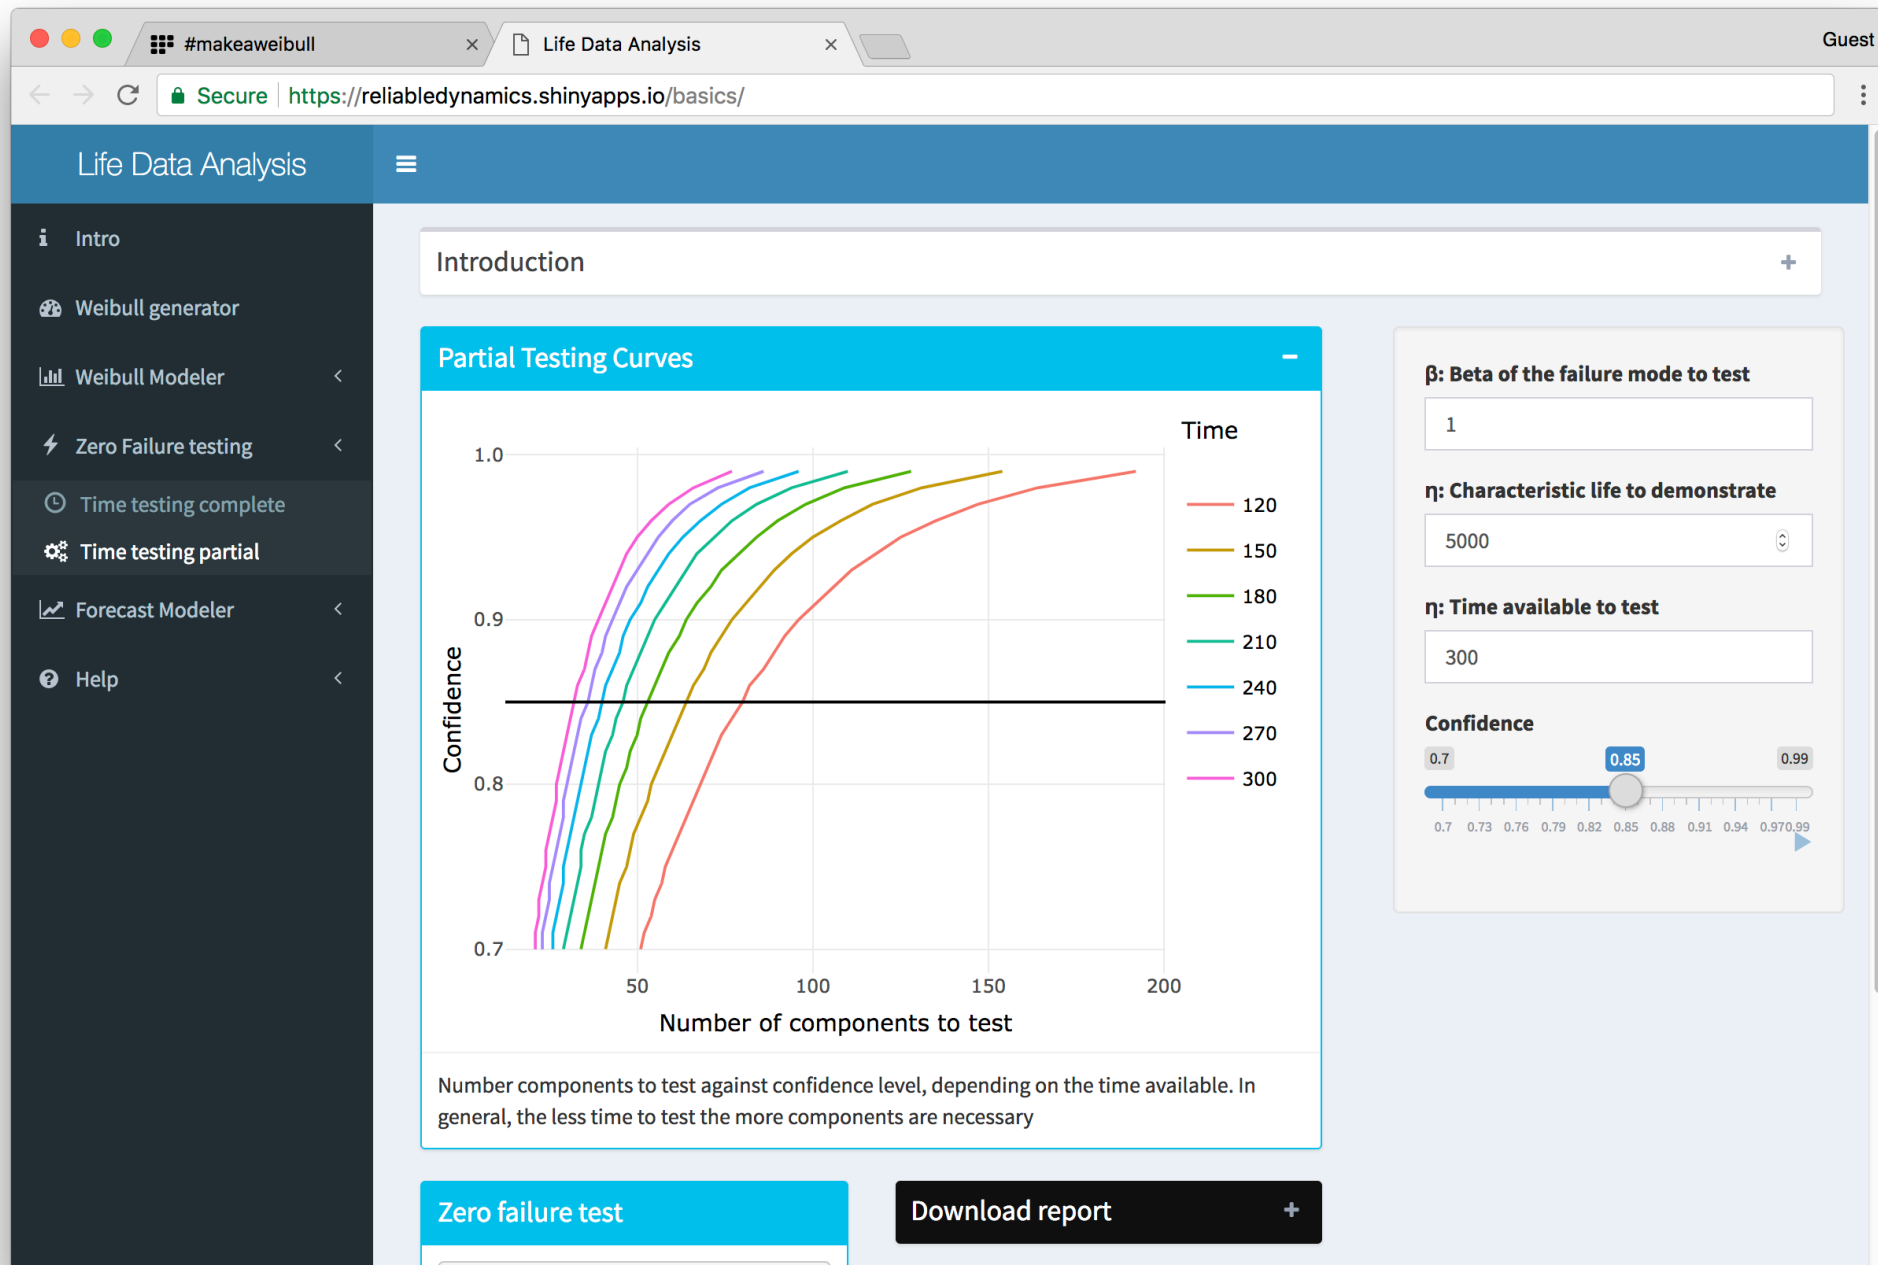 #makeaweibull
Life Data Analysis
Guest
Secure https://reliabledynamics.shinyapps.io/basics/
Life Data Analysis
Intro
Weibull generator
Weibull Modeler
Zero Failure testing
Time testing complete
Time testing partial
Forecast Modeler
Help
Introduction
Partial Testing Curves
Confidence
1.0
0.9
0.8
0.7
50 100 150 200
Number of components to test
Time
120
150
180
210
240
270
300
Number components to test against confidence level, depending on the time available. In
general, the less time to test the more components are necessary
β: Beta of the failure mode to test
1
η: Characteristic life to demonstrate
5000
η: Time available to test
300
Confidence
0.7 0.85 0.99
0.7 0.73 0.76 0.79 0.82 0.85 0.88 0.91 0.94 0.97 0.99
Zero failure test
Download report